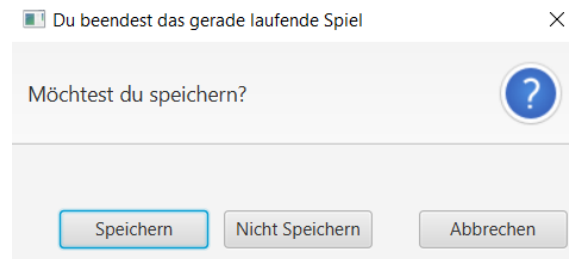 Du beendest das gerade laufende Spiel
Möchtest du speichern?
?
Speichern
Nicht Speichern
Abbrechen